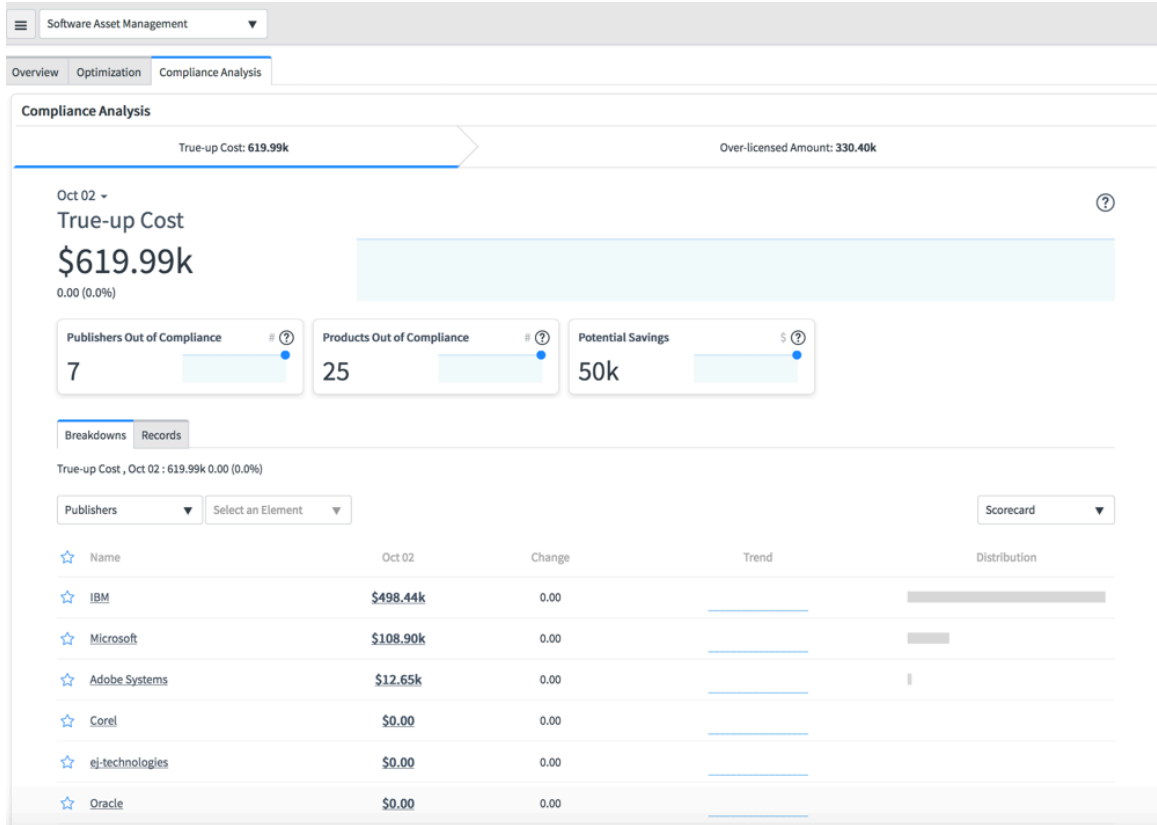 Software Asset Management
Overview Optimization Compliance Analysis
Compliance Analysis
True-up Cost: 619.99k Over-licensed Amount: 330.40k
Oct 02
True-up Cost
$619.99k
0.00 (0.0%)
Publishers Out of Compliance # ? Products Out of Compliance # ? Potential Savings $ ?
7 25 50k
Breakdowns Records
True-up Cost , Oct 02 : 619.99k 0.00 (0.0%)
Publishers Select an Element Scorecard
Name Oct 02 Change Trend Distribution
IBM $498.44k 0.00
Microsoft $108.90k 0.00
Adobe Systems $12.65k 0.00
Corel $0.00 0.00
ej-technologies $0.00 0.00
Oracle $0.00 0.00